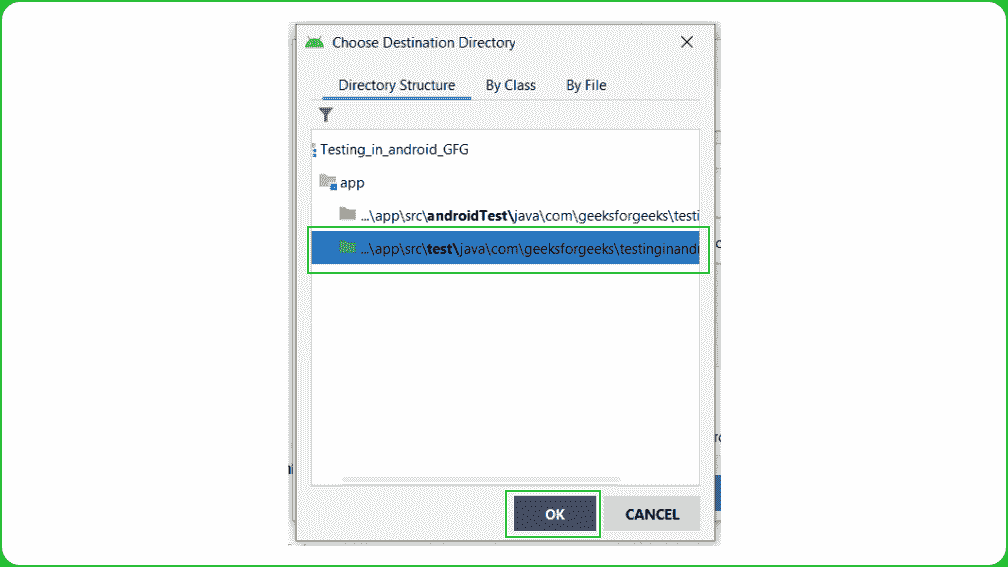 Choose Destination Directory
Directory Structure By Class By File
Testing_in_android_GFG
app
...\app\src\androidTest\java\com\geeksforgeeks\testi
...\app\src\test\java\com\geeksforgeeks\testinginandr
OK CANCEL